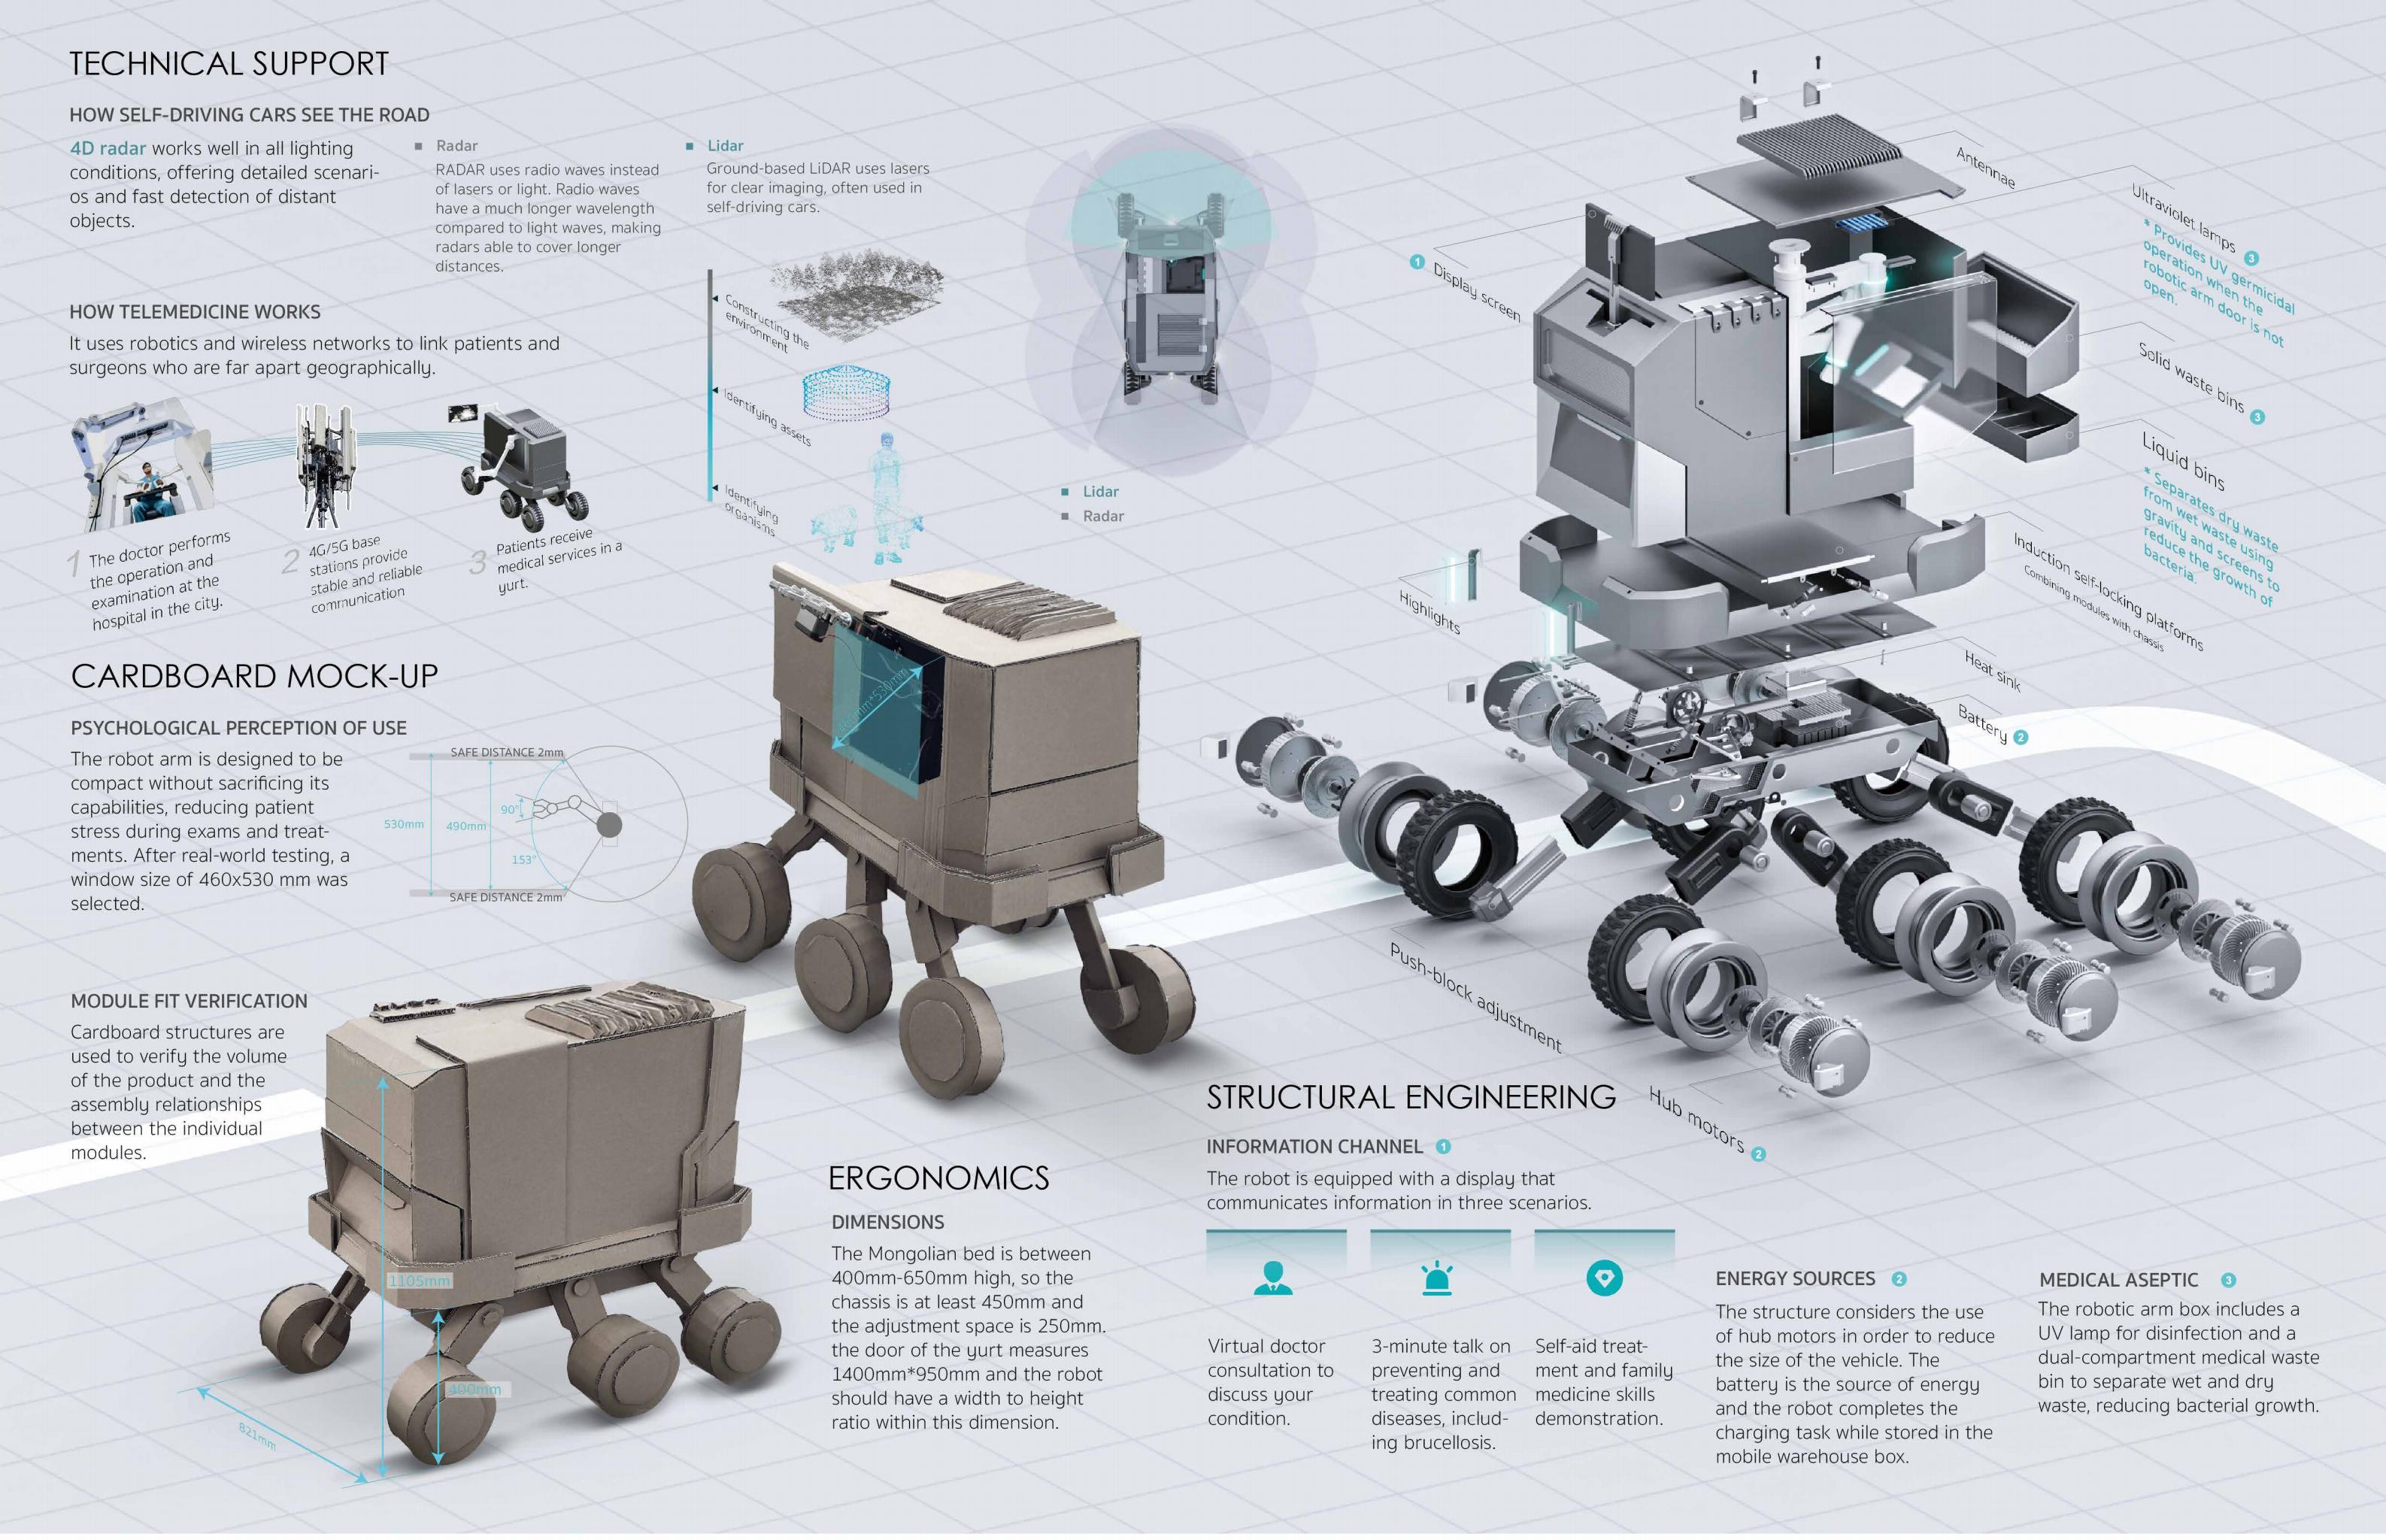 TECHNICAL SUPPORT
HOW SELF-DRIVING CARS SEE THE ROAD
4D radar works well in all lighting
conditions, offering detailed scenari-
os and fast detection of distant
objects.
Radar
RADAR uses radio waves instead
of lasers or light. Radio waves
have a much longer wavelength
compared to light waves, making
radars able to cover longer
distances.
Lidar
Ground-based LiDAR uses lasers
for clear imaging, often used in
self-driving cars.
Constructing the
environment
Identifying assets
Identifying
organisms
Lidar
Radar
HOW TELEMEDICINE WORKS
It uses robotics and wireless networks to link patients and
surgeons who are far apart geographically.
1
The doctor performs
the operation and
examination at the
hospital in the city.
2
4G/5G base
stations provide
stable and reliable
communication
3
Patients receive
medical services in a
yurt.
CARDBOARD MOCK-UP
PSYCHOLOGICAL PERCEPTION OF USE
The robot arm is designed to be
compact without sacrificing its
capabilities, reducing patient
stress during exams and treat-
ments. After real-world testing, a
window size of 460x530 mm was
selected.
SAFE DISTANCE 2mm
530mm
490mm
90°
153°
SAFE DISTANCE 2mm
MODULE FIT VERIFICATION
Cardboard structures are
used to verify the volume
of the product and the
assembly relationships
between the individual
modules.
1105mm
400mm
821mm
ERGONOMICS
DIMENSIONS
The Mongolian bed is between
400mm-650mm high, so the
chassis is at least 450mm and
the adjustment space is 250mm.
the door of the yurt measures
1400mm*950mm and the robot
should have a width to height
ratio within this dimension.
Antennae
Ultraviolet lamps 3
* Provides UV germicidal
operation when the
robotic arm door is not
open.
1 Display screen
Solid waste bins 3
Liquid bins
* Separates dry waste
from wet waste using
gravity and screens to
reduce the growth of
bacteria.
Induction self-locking platforms
Combining modules with chassis
Highlights
Heat sink
Battery 2
Push-block adjustment
Hub motors 2
STRUCTURAL ENGINEERING
INFORMATION CHANNEL 1
The robot is equipped with a display that
communicates information in three scenarios.
Virtual doctor
consultation to
discuss your
condition.
3-minute talk on
preventing and
treating common
diseases, includ-
ing brucellosis.
Self-aid treat-
ment and family
medicine skills
demonstration.
ENERGY SOURCES 2
The structure considers the use
of hub motors in order to reduce
the size of the vehicle. The
battery is the source of energy
and the robot completes the
charging task while stored in the
mobile warehouse box.
MEDICAL ASEPTIC 3
The robotic arm box includes a
UV lamp for disinfection and a
dual-compartment medical waste
bin to separate wet and dry
waste, reducing bacterial growth.